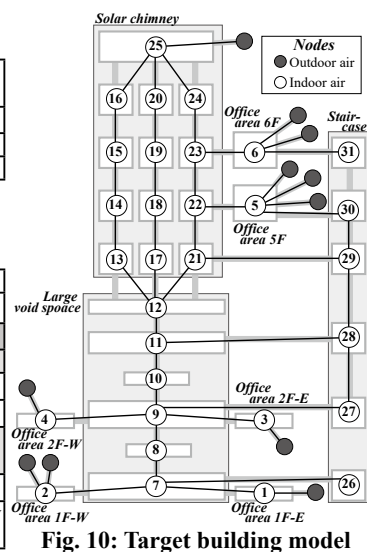 Solar chimney
25
Nodes
Outdoor air
Indoor air
16
20
24
Office
area 6F
Stair-
case
15
19
23
6
31
14
18
22
5
30
Office
area 5F
13
17
21
29
Large
void spoace
12
11
28
10
Office
area 2F-E
4
9
3
27
Office
area 2F-W
8
2
7
1
26
Office
area 1F-W
Office
area 1F-E
Fig. 10: Target building model